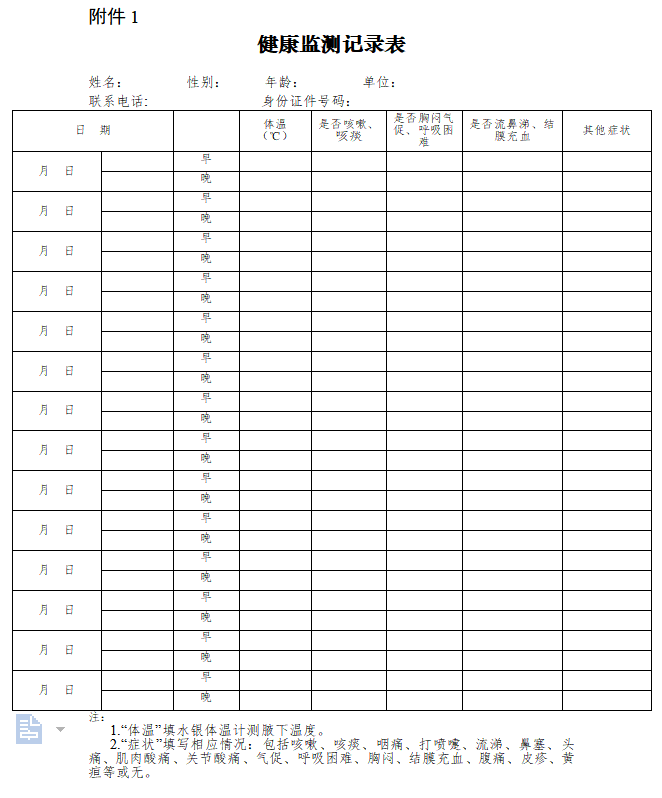 附件 1
健康监测记录表
姓名： 性别： 年龄： 单位：
联系电话： 身份证件号码：
日 期 体温（℃） 是否咳嗽、咳痰 是否胸闷气促、呼吸困难 是否流鼻涕、结膜充血 其他症状
月 日 早
晚
月 日 早
晚
月 日 早
晚
月 日 早
晚
月 日 早
晚
月 日 早
晚
月 日 早
晚
月 日 早
晚
月 日 早
晚
月 日 早
晚
月 日 早
晚
月 日 早
晚
月 日 早
晚
月 日 早
晚
注：
1.“体温”填水银体温计测腋下温度。
2.“症状”填写相应情况：包括咳嗽、咳痰、咽痛、打喷嚏、流涕、鼻塞、头
痛、肌肉酸痛、关节酸痛、气促、呼吸困难、胸闷、结膜充血、腹痛、皮疹、黄
疸等或无。